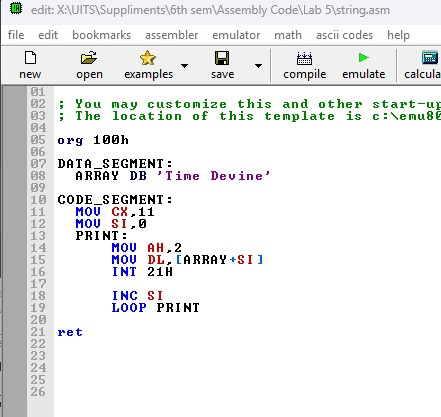 edit: X:\UITS\Suppliments\6th sem\Assembly Code\Lab 5\string.asm
file edit bookmarks assembler emulator math ascii codes help
new open examples save compile emulate calcula
01
02 ; You may customize this and other start-up
03 ; The location of this template is c:\emu80
04
05 org 100h
06
07 DATA_SEGMENT:
08 ARRAY DB 'Time Devine'
09
10 CODE_SEGMENT:
11 MOV CX,11
12 MOV SI,0
13 PRINT:
14 MOV AH,2
15 MOV DL,[ARRAY+SI]
16 INT 21H
17
18 INC SI
19 LOOP PRINT
20
21 ret
22
23
24
25
26